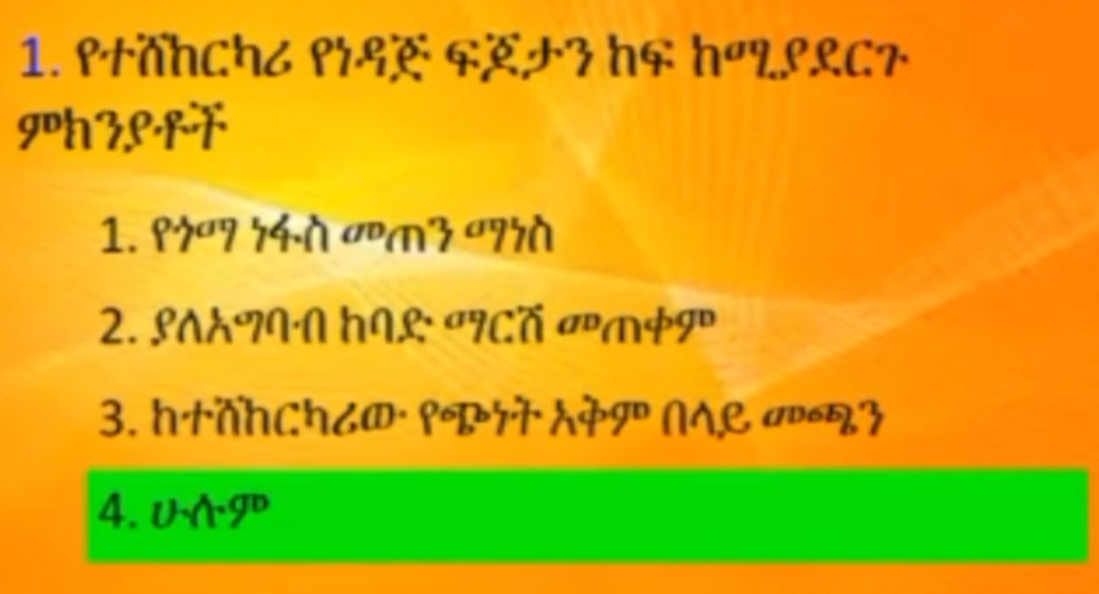 1. የተሽከርካሪ የነዳጅ ፍጆታን ከፍ ከሚያደርጉ
ምክንያቶች
1. የጎማ ነፋስ መጠን ማነስ
2. ያለአግባብ ከባድ ማርሽ መጠቀም
3. ከተሽከርካሪው የጭነት አቅም በላይ መጫን
4. ሁሉም